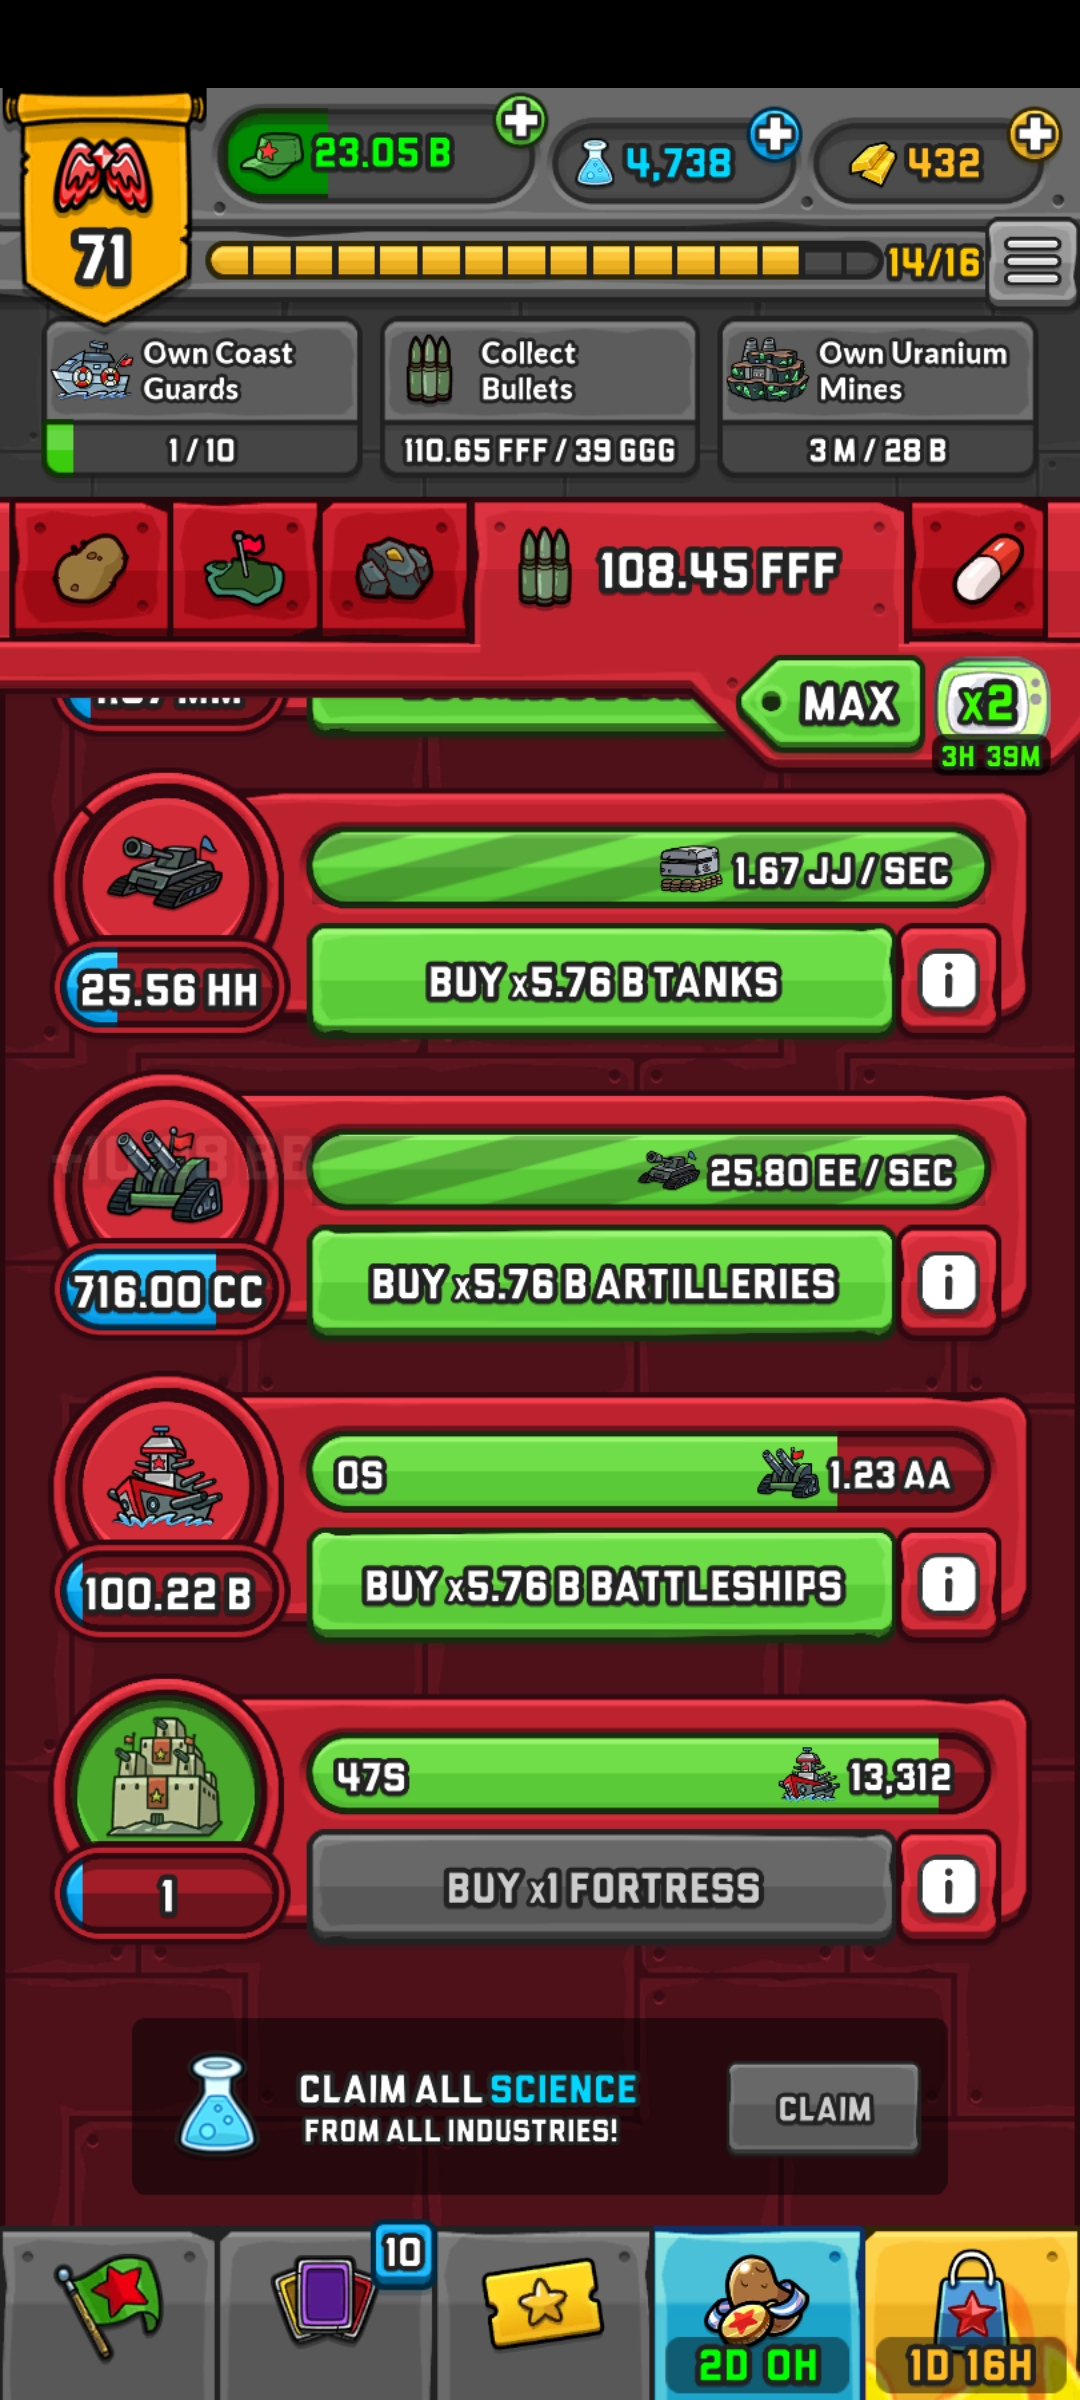 71
23.05 B
4,738
432
14/16
Own Coast
Guards
1 / 10
Collect
Bullets
110.65 FFF / 39 GGG
Own Uranium
Mines
3 M / 28 B
108.45 FFF
MAX
x2
3H 39M
1.67 JJ / SEC
BUY x5.76 B TANKS
25.56 HH
25.80 EE / SEC
BUY x5.76 B ARTILLERIES
716.00 CC
0S
1.23 AA
BUY x5.76 B BATTLESHIPS
100.22 B
47S
13,312
BUY x1 FORTRESS
1
CLAIM ALL SCIENCE
FROM ALL INDUSTRIES!
CLAIM
10
2D 0H
1D 16H